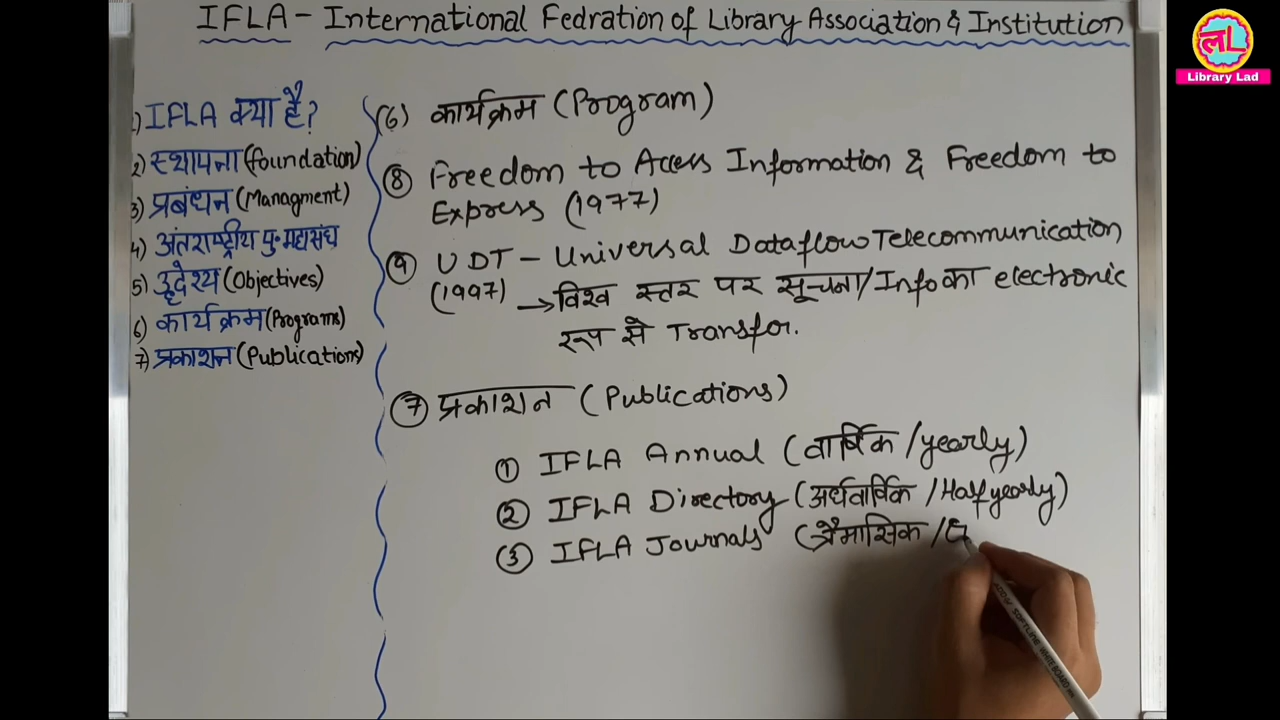 IFLA - International Fedration of Library Association & Institution
लL
Library Lad
1) IFLA क्या है?
2) स्थापना (foundation)
3) प्रबंधन (Managment)
4) अंतराष्ट्रीय पु. महासंघ
5) उद्देश्य (Objectives)
6) कार्यक्रम (Programs)
7) प्रकाशन (Publications)
(6) कार्यक्रम (Program)
⑧ Freedom to Access Information & Freedom to
Express (1977)
⑨ UDT - Universal Dataflow Telecommunication
(1997) → विश्व स्तर पर सूचना/Info का electronic
रूप से Transfor.
⑦ प्रकाशन (Publications)
① IFLA Annual (वार्षिक / yearly)
② IFLA Directory (अर्धवार्षिक / Half yearly)
③ IFLA Journals (त्रैमासिक /